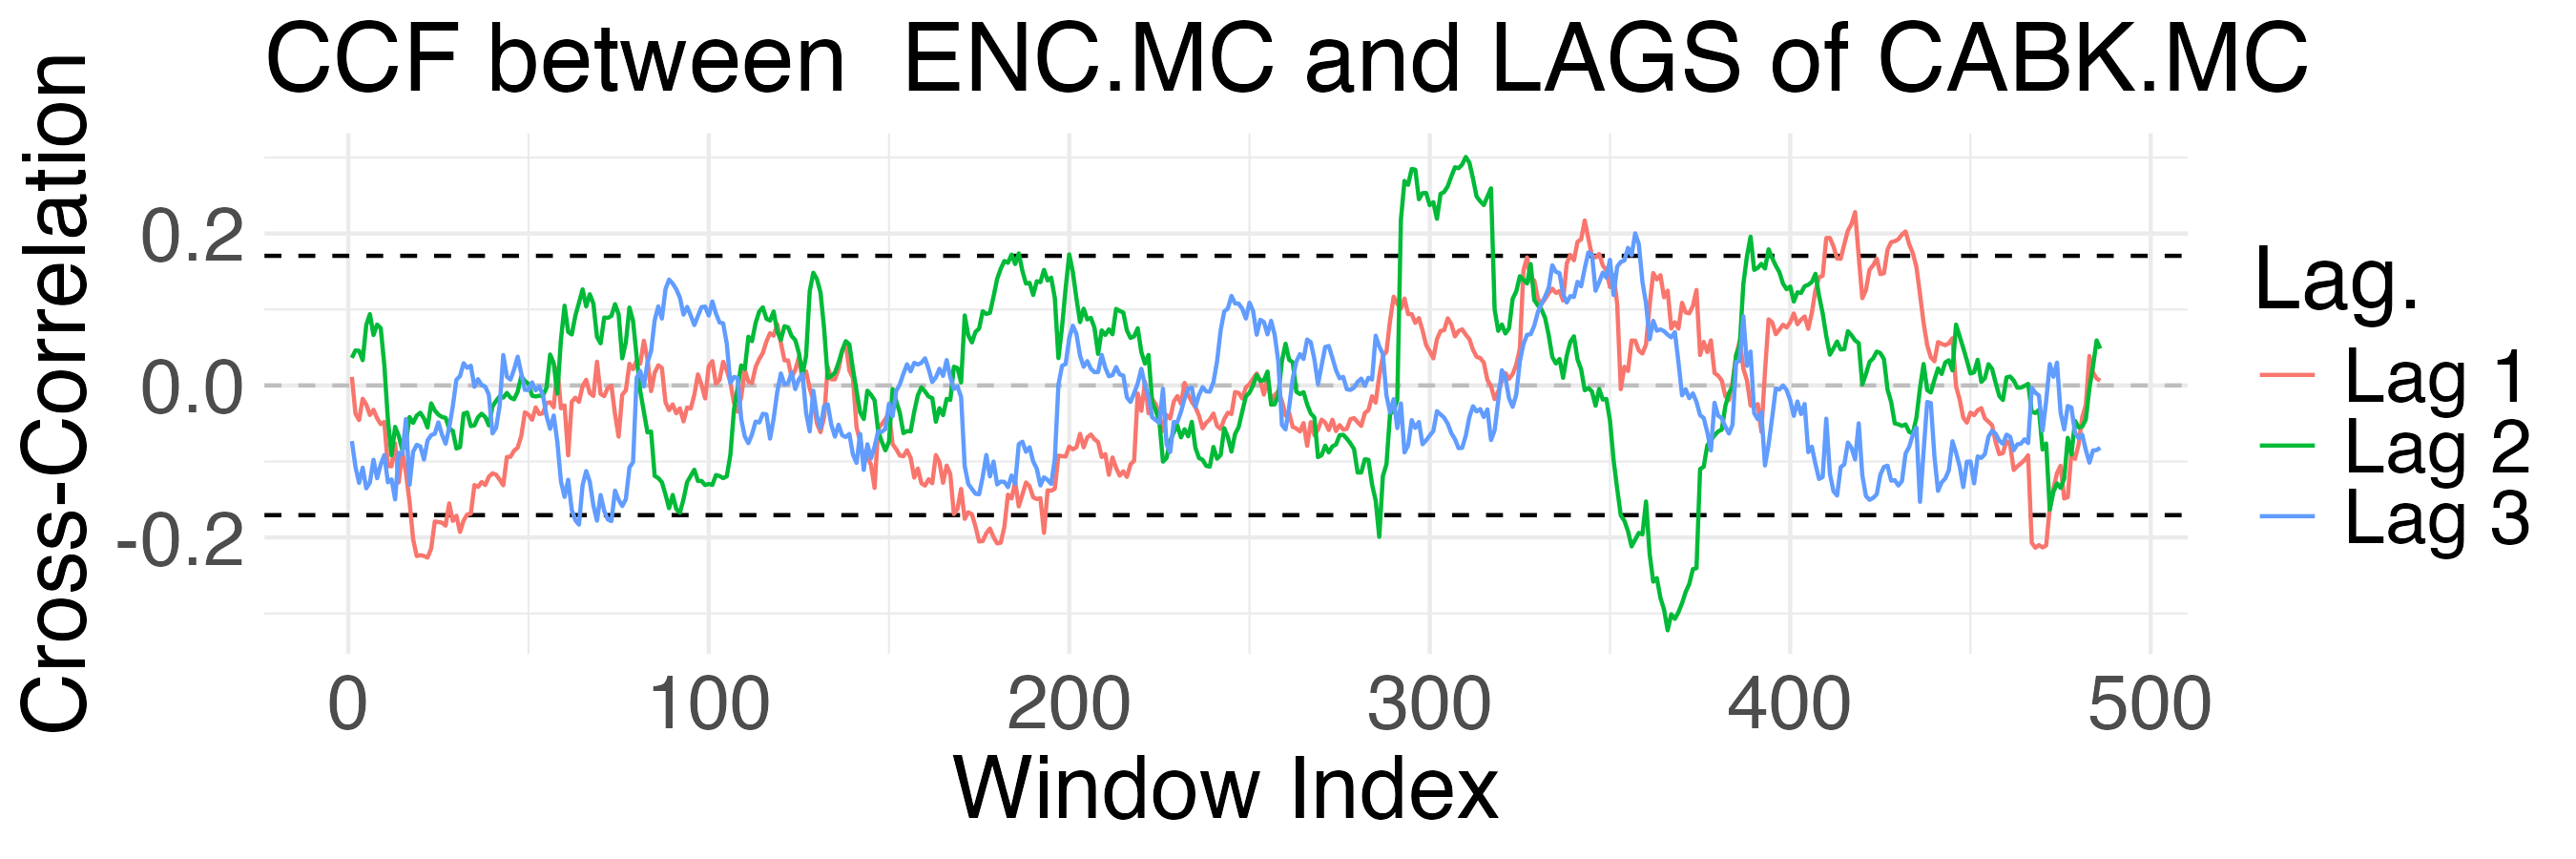 CCF between  ENC.MC and LAGS of CABK.MC
Cross-Correlation
0.2
0.0
-0.2
0
100
200
300
400
500
Window Index
Lag.
Lag 1
Lag 2
Lag 3